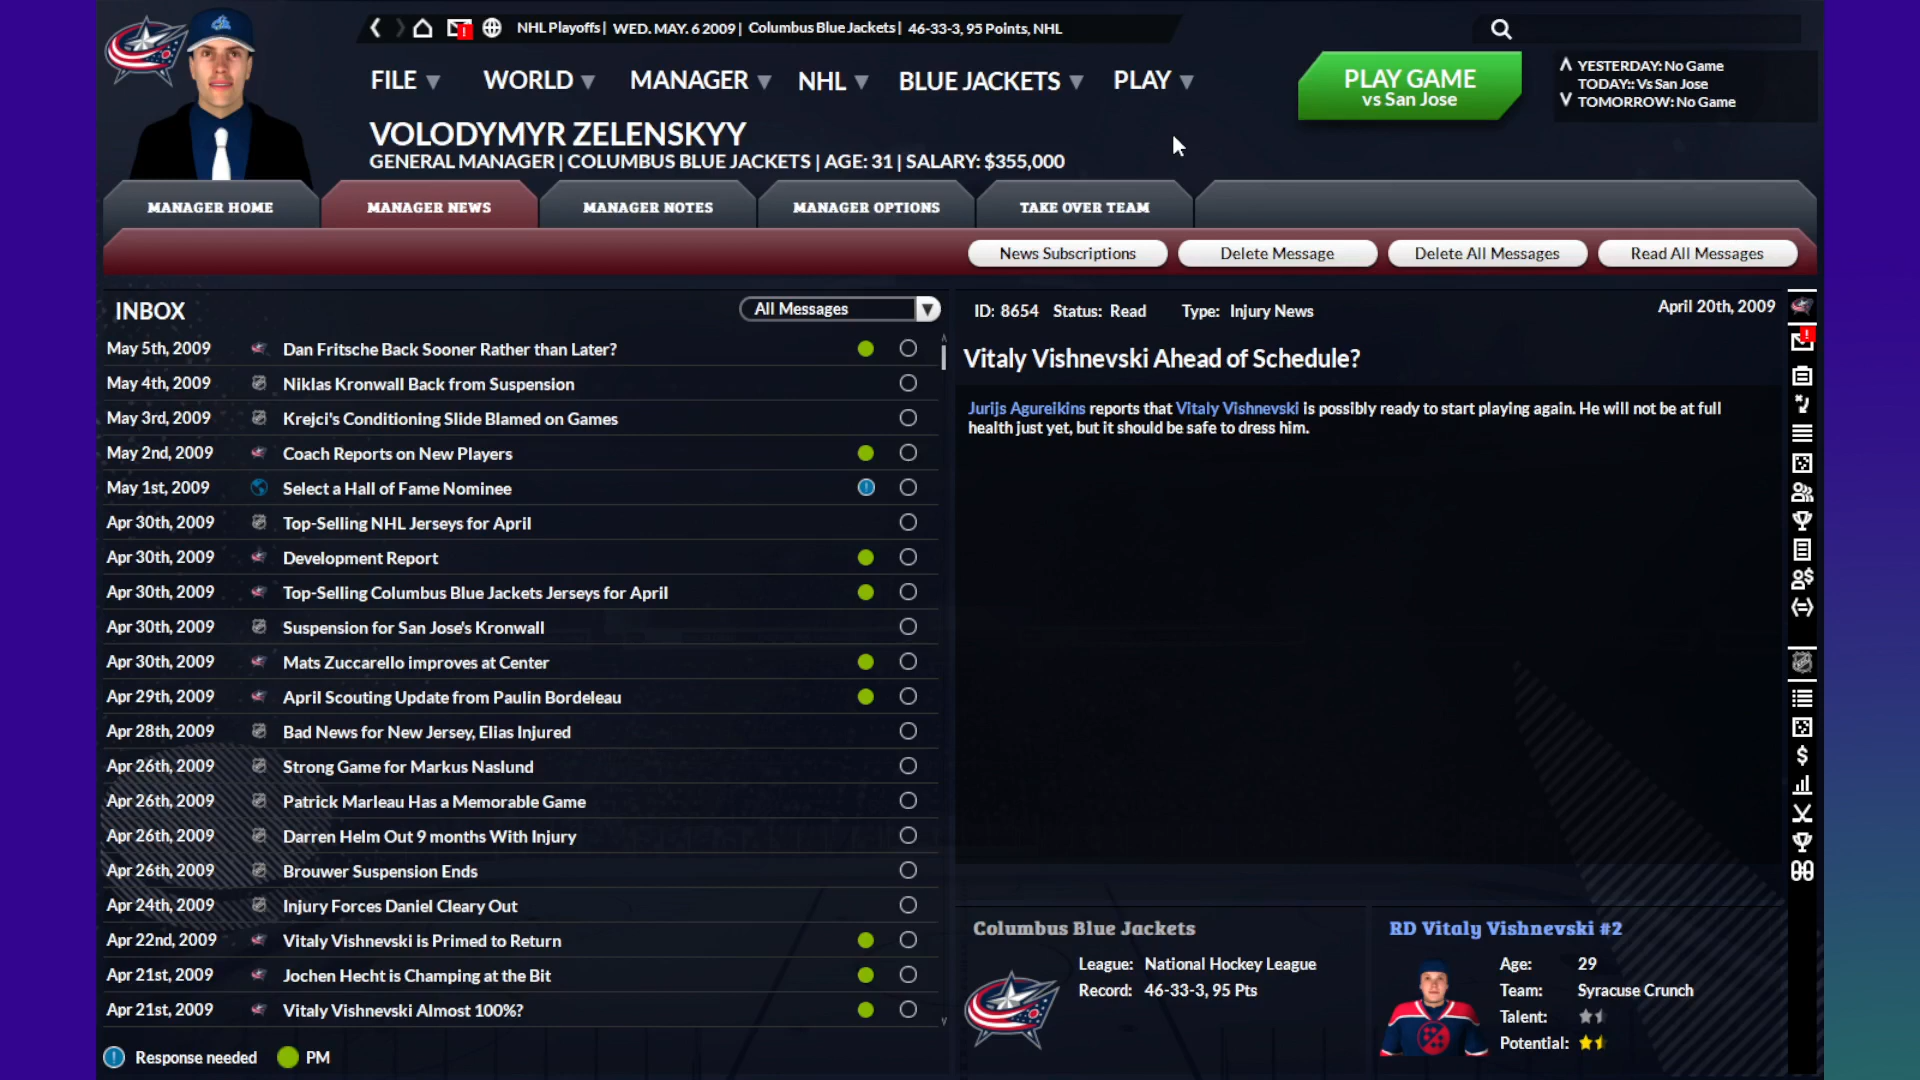 NHL Playoffs | WED. MAY. 6 2009 | Columbus Blue Jackets | 46-33-3, 95 Points, NHL
FILE WORLD MANAGER NHL BLUE JACKETS PLAY
PLAY GAME
vs San Jose
YESTERDAY: No Game
TODAY:: Vs San Jose
TOMORROW: No Game
VOLODYMYR ZELENSKYY
GENERAL MANAGER | COLUMBUS BLUE JACKETS | AGE: 31 | SALARY: $355,000
MANAGER HOME MANAGER NEWS MANAGER NOTES MANAGER OPTIONS TAKE OVER TEAM
News Subscriptions Delete Message Delete All Messages Read All Messages
INBOX All Messages
May 5th, 2009 Dan Fritsche Back Sooner Rather than Later?
May 4th, 2009 Niklas Kronwall Back from Suspension
May 3rd, 2009 Krejci's Conditioning Slide Blamed on Games
May 2nd, 2009 Coach Reports on New Players
May 1st, 2009 Select a Hall of Fame Nominee
Apr 30th, 2009 Top-Selling NHL Jerseys for April
Apr 30th, 2009 Development Report
Apr 30th, 2009 Top-Selling Columbus Blue Jackets Jerseys for April
Apr 30th, 2009 Suspension for San Jose's Kronwall
Apr 30th, 2009 Mats Zuccarello improves at Center
Apr 29th, 2009 April Scouting Update from Paulin Bordeleau
Apr 28th, 2009 Bad News for New Jersey, Elias Injured
Apr 26th, 2009 Strong Game for Markus Naslund
Apr 26th, 2009 Patrick Marleau Has a Memorable Game
Apr 26th, 2009 Darren Helm Out 9 months With Injury
Apr 26th, 2009 Brouwer Suspension Ends
Apr 24th, 2009 Injury Forces Daniel Cleary Out
Apr 22nd, 2009 Vitaly Vishnevski is Primed to Return
Apr 21st, 2009 Jochen Hecht is Champing at the Bit
Apr 21st, 2009 Vitaly Vishnevski Almost 100%?
Response needed PM
ID: 8654 Status: Read Type: Injury News April 20th, 2009
Vitaly Vishnevski Ahead of Schedule?
Jurijs Agureikins reports that Vitaly Vishnevski is possibly ready to start playing again. He will not be at full
health just yet, but it should be safe to dress him.
Columbus Blue Jackets
League: National Hockey League
Record: 46-33-3, 95 Pts
RD Vitaly Vishnevski #2
Age: 29
Team: Syracuse Crunch
Talent:
Potential: